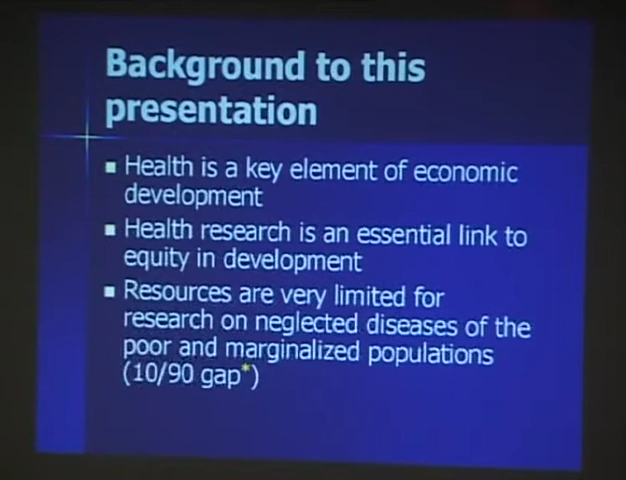 Background to this
presentation
▪ Health is a key element of economic
development
▪ Health research is an essential link to
equity in development
▪ Resources are very limited for
research on neglected diseases of the
poor and marginalized populations
(10/90 gap*)